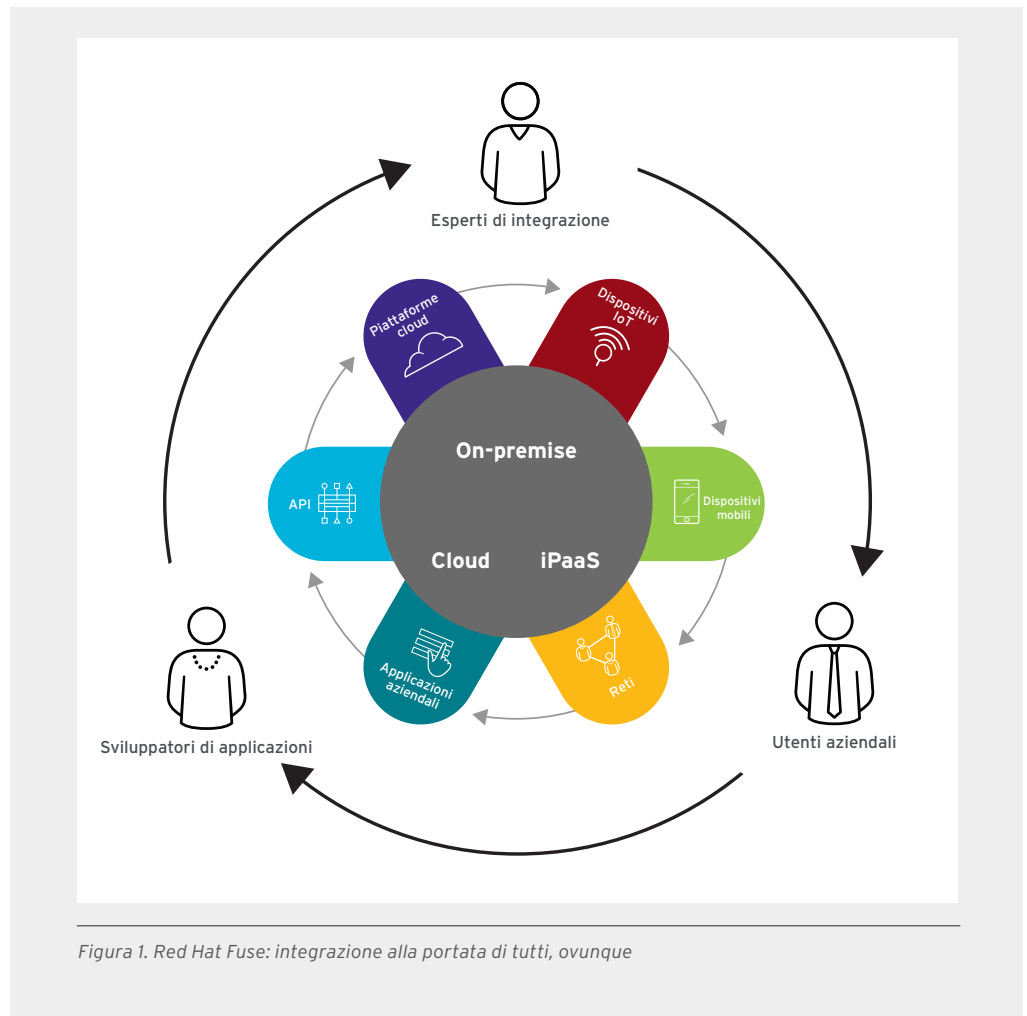 Esperti di integrazione
Piattaforme
cloud
Dispositivi
IoT
On-premise
API
Dispositivi
mobili
Cloud
iPaaS
Applicazioni
aziendali
Reti
Sviluppatori di applicazioni
Utenti aziendali
Figura 1. Red Hat Fuse: integrazione alla portata di tutti, ovunque